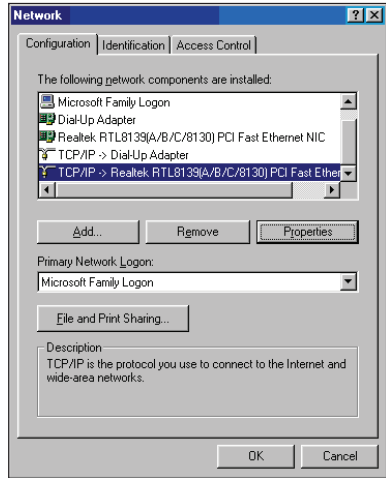 Network
Configuration Identification Access Control
The following network components are installed:
Microsoft Family Logon
Dial-Up Adapter
Realtek RTL8139(A/B/C/8130) PCI Fast Ethernet NIC
TCP/IP -> Dial-Up Adapter
TCP/IP -> Realtek RTL8139(A/B/C/8130) PCI Fast Ether
Add... Remove Properties
Primary Network Logon:
Microsoft Family Logon
File and Print Sharing...
Description
TCP/IP is the protocol you use to connect to the Internet and
wide-area networks.
OK Cancel